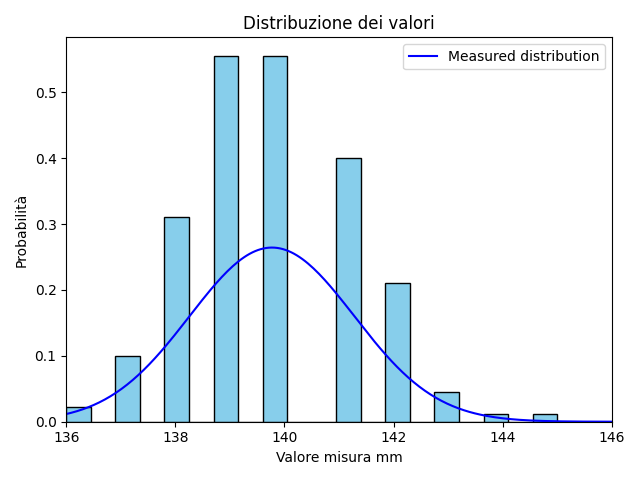 Distribuzione dei valori
Measured distribution
Probabilità
0.5
0.4
0.3
0.2
0.1
0.0
136 138 140 142 144 146
Valore misura mm